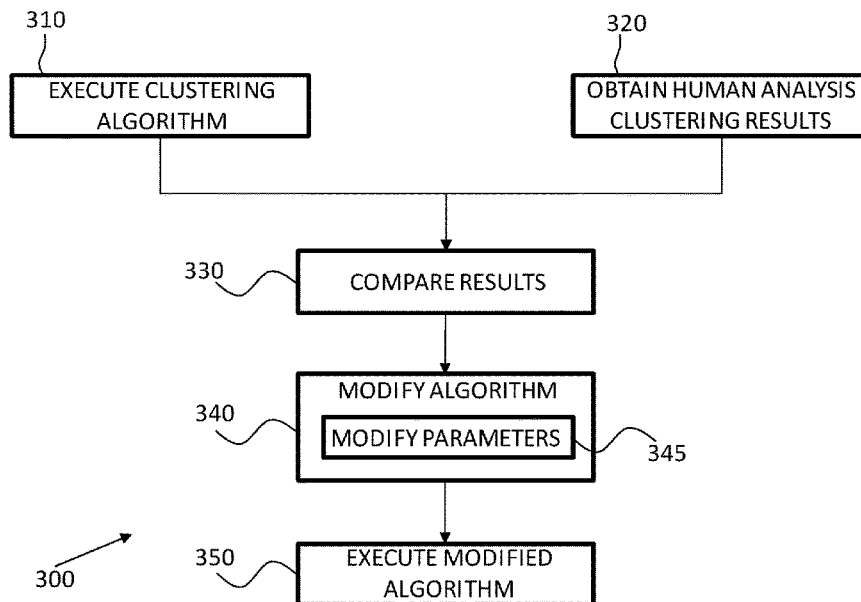 310
320
EXECUTE CLUSTERING
ALGORITHM
OBTAIN HUMAN ANALYSIS
CLUSTERING RESULTS
330
COMPARE RESULTS
MODIFY ALGORITHM
340
MODIFY PARAMETERS
345
350
EXECUTE MODIFIED
ALGORITHM
300